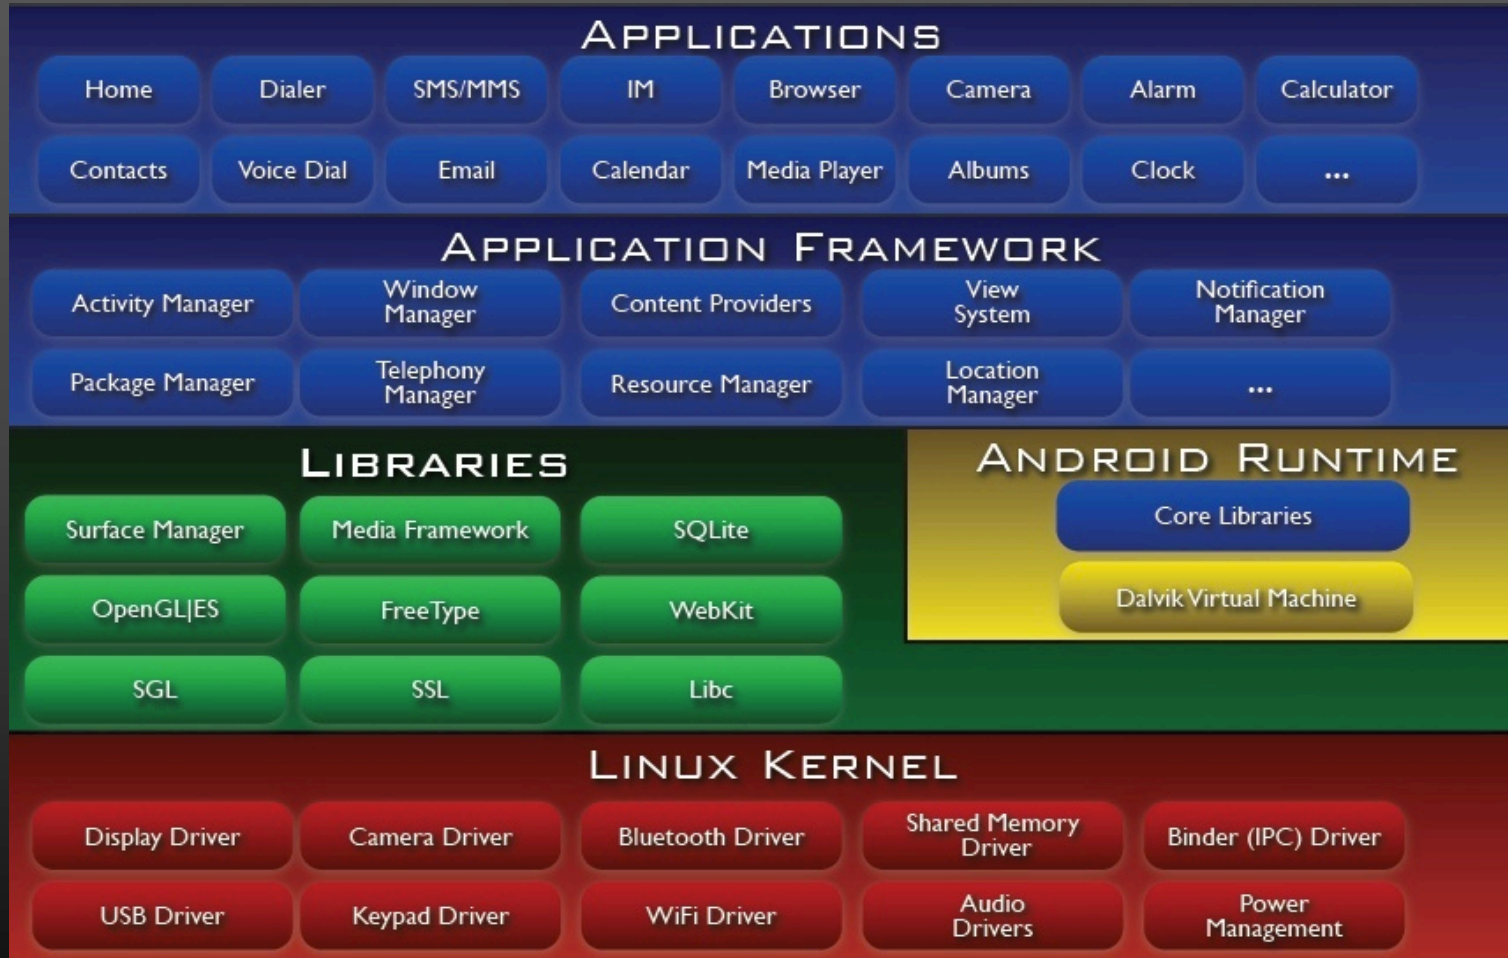 APPLICATIONS
Home Dialer SMS/MMS IM Browser Camera Alarm Calculator
Contacts Voice Dial Email Calendar Media Player Albums Clock ...
APPLICATION FRAMEWORK
Activity Manager
Window
Manager
Content Providers
View
System
Notification
Manager
Package Manager
Telephony
Manager
Resource Manager
Location
Manager
...
LIBRARIES
Surface Manager Media Framework SQLite
OpenGL|ES FreeType WebKit
SGL SSL Libc
ANDROID RUNTIME
Core Libraries
Dalvik Virtual Machine
LINUX KERNEL
Display Driver
Camera Driver
Bluetooth Driver
Shared Memory
Driver
Binder (IPC) Driver
USB Driver
Keypad Driver
WiFi Driver
Audio
Drivers
Power
Management